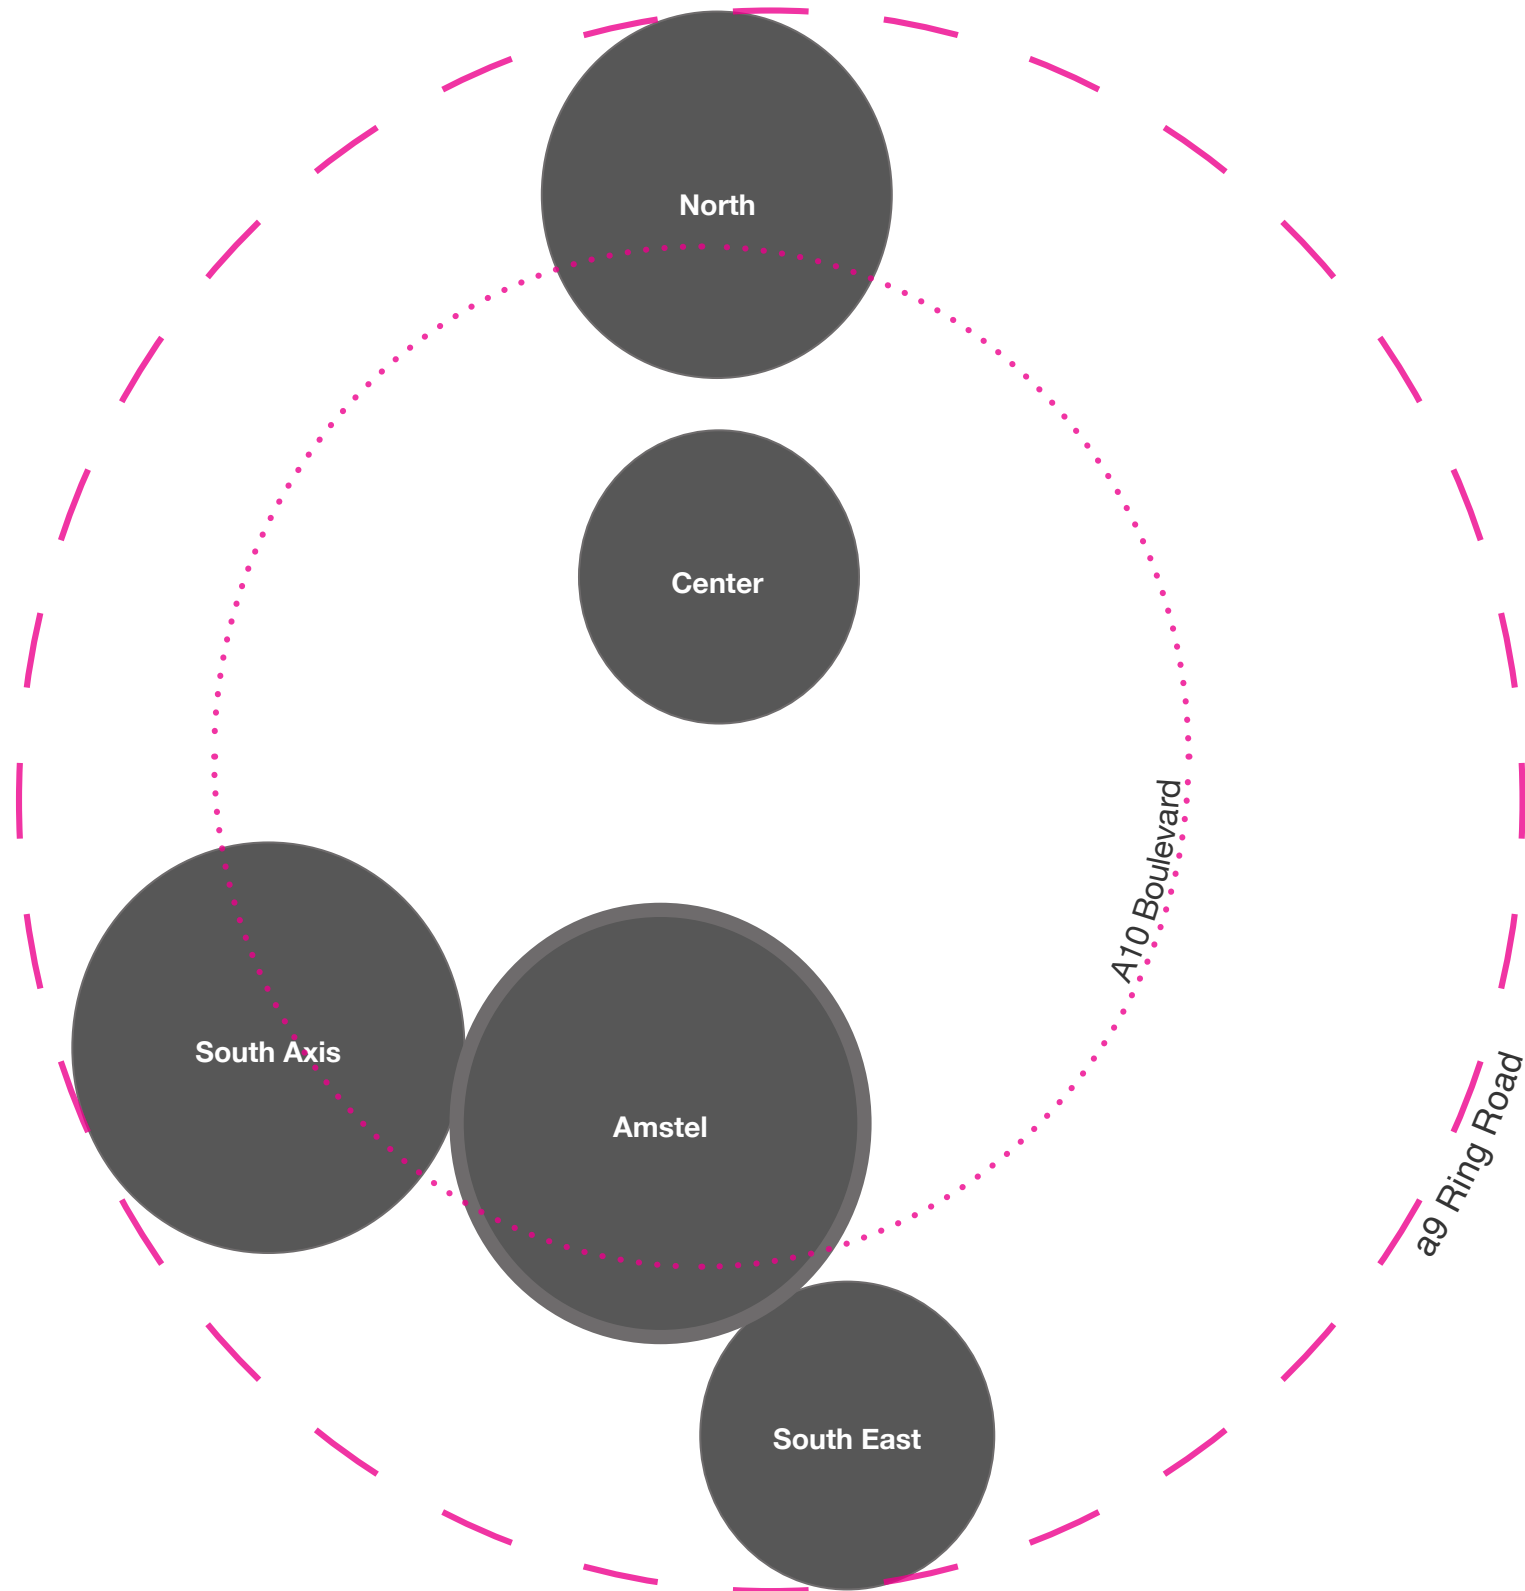 North
Center
A10 Boulevard
South Axis
Amstel
a9 Ring Road
South East